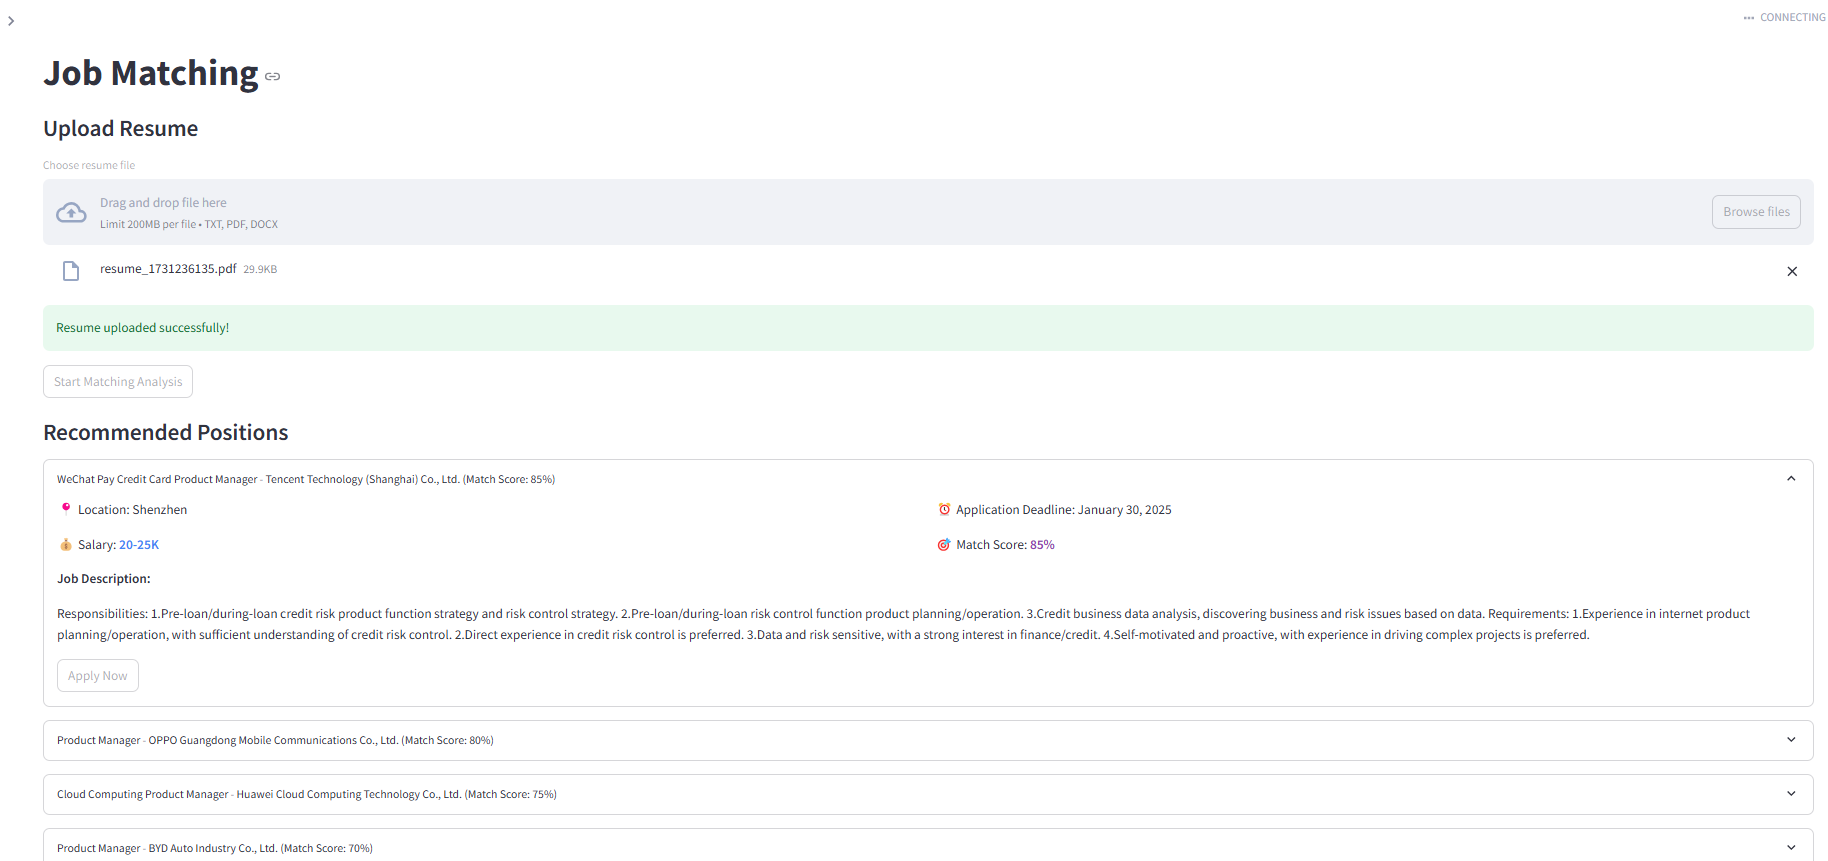 CONNECTING
Job Matching
Upload Resume
Choose resume file
Drag and drop file here
Limit 200MB per file • TXT, PDF, DOCX
Browse files
resume_1731236135.pdf 29.9KB
Resume uploaded successfully!
Start Matching Analysis
Recommended Positions
WeChat Pay Credit Card Product Manager - Tencent Technology (Shanghai) Co., Ltd. (Match Score: 85%)
Location: Shenzhen
Application Deadline: January 30, 2025
Salary: 20-25K
Match Score: 85%
Job Description:
Responsibilities: 1.Pre-loan/during-loan credit risk product function strategy and risk control strategy. 2.Pre-loan/during-loan risk control function product planning/operation. 3.Credit business data analysis, discovering business and risk issues based on data. Requirements: 1.Experience in internet product
planning/operation, with sufficient understanding of credit risk control. 2.Direct experience in credit risk control is preferred. 3.Data and risk sensitive, with a strong interest in finance/credit. 4.Self-motivated and proactive, with experience in driving complex projects is preferred.
Apply Now
Product Manager - OPPO Guangdong Mobile Communications Co., Ltd. (Match Score: 80%)
Cloud Computing Product Manager - Huawei Cloud Computing Technology Co., Ltd. (Match Score: 75%)
Product Manager - BYD Auto Industry Co., Ltd. (Match Score: 70%)